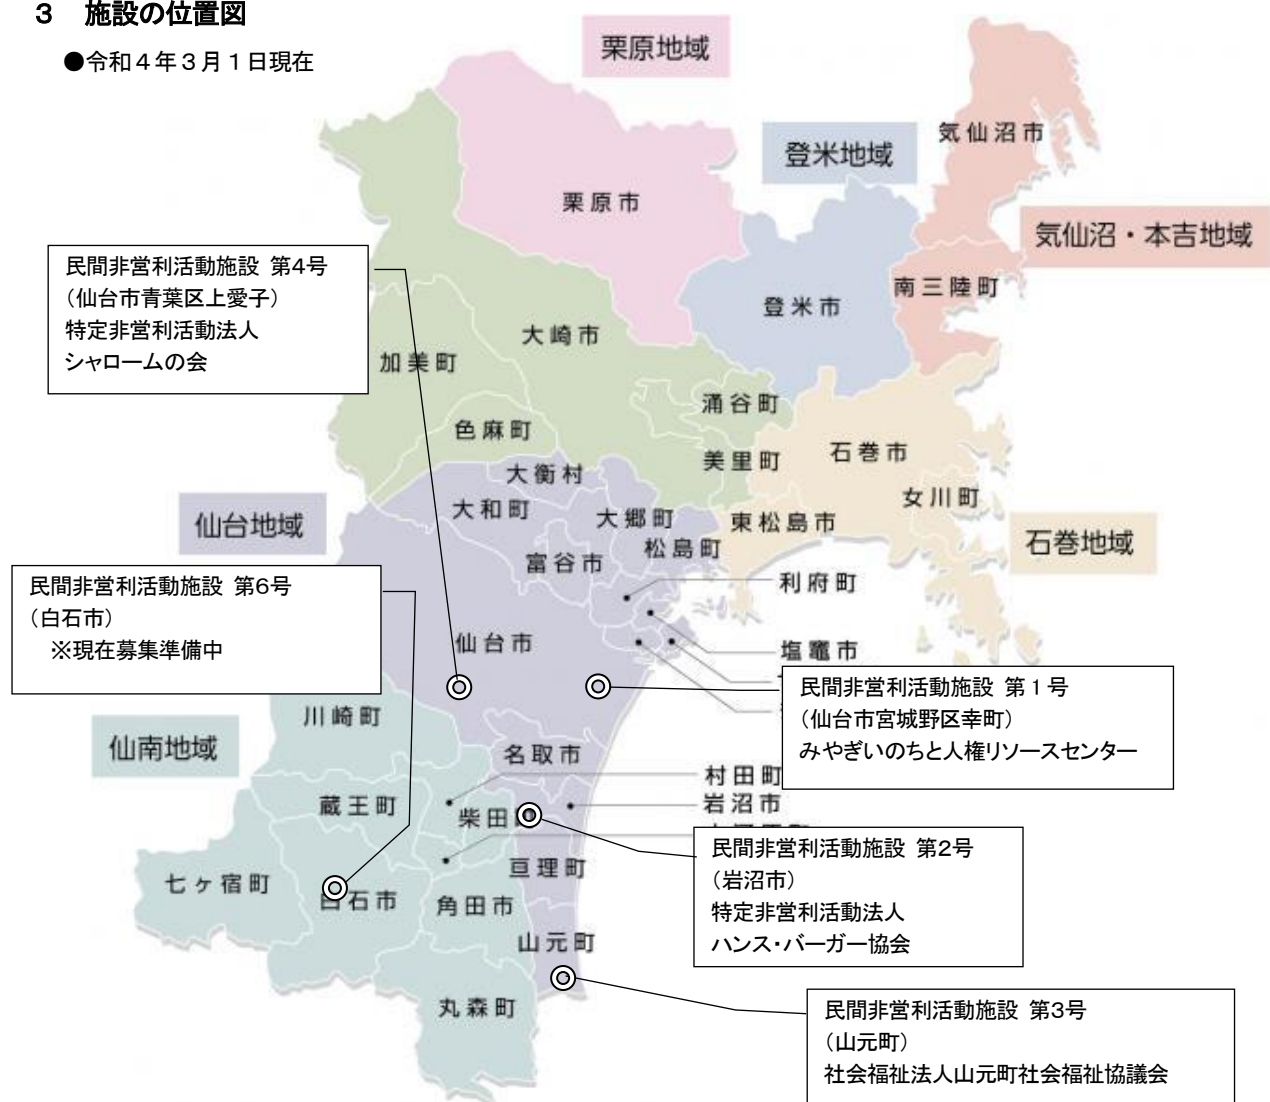 ３　施設の位置図
●令和４年３月１日現在
栗原地域
登米地域
気仙沼市
栗原市
気仙沼・本吉地域
民間非営利活動施設 第4号
（仙台市青葉区上愛子）
特定非営利活動法人
シャロームの会
南三陸町
登米市
大崎市
加美町
涌谷町
色麻町
石巻市
美里町
大衡村
女川町
大和町
大郷町
東松島市
仙台地域
松島町
石巻地域
富谷市
利府町
民間非営利活動施設 第6号
（白石市）
※現在募集準備中
仙台市
塩竈市
民間非営利活動施設 第１号
（仙台市宮城野区幸町）
みやぎいのちと人権リソースセンター
川崎町
仙南地域
名取市
村田町
岩沼市
蔵王町
柴田
民間非営利活動施設 第2号
（岩沼市）
特定非営利活動法人
ハンス・バーガー協会
亘理町
七ヶ宿町
白石市
角田市
山元町
丸森町
民間非営利活動施設 第3号
（山元町）
社会福祉法人山元町社会福祉協議会